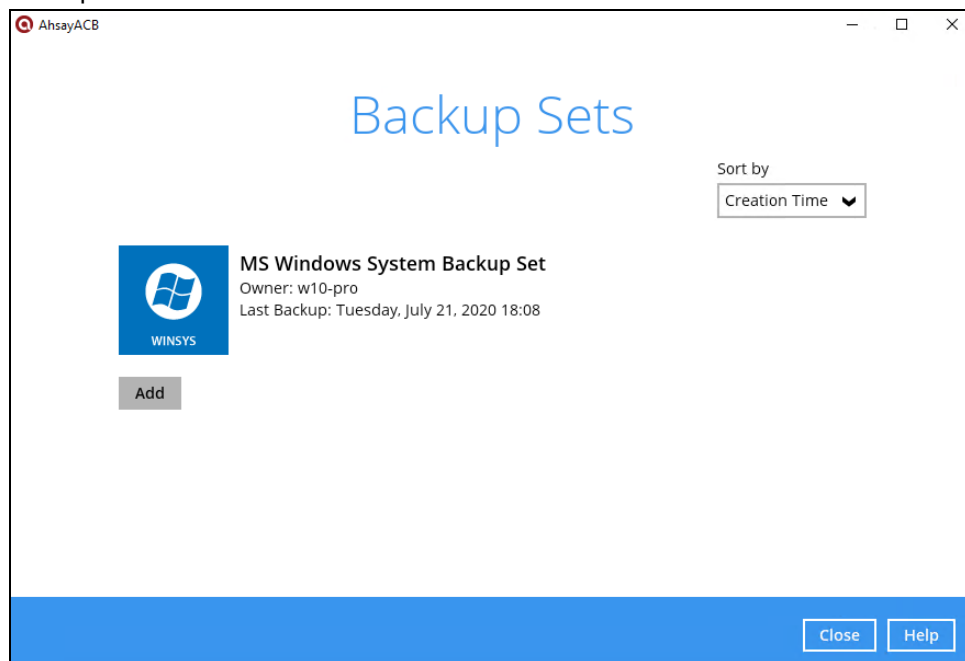 AhsayACB
Backup Sets
Sort by
Creation Time
MS Windows System Backup Set
Owner: w10-pro
Last Backup: Tuesday, July 21, 2020 18:08
WINSYS
Add
Close
Help